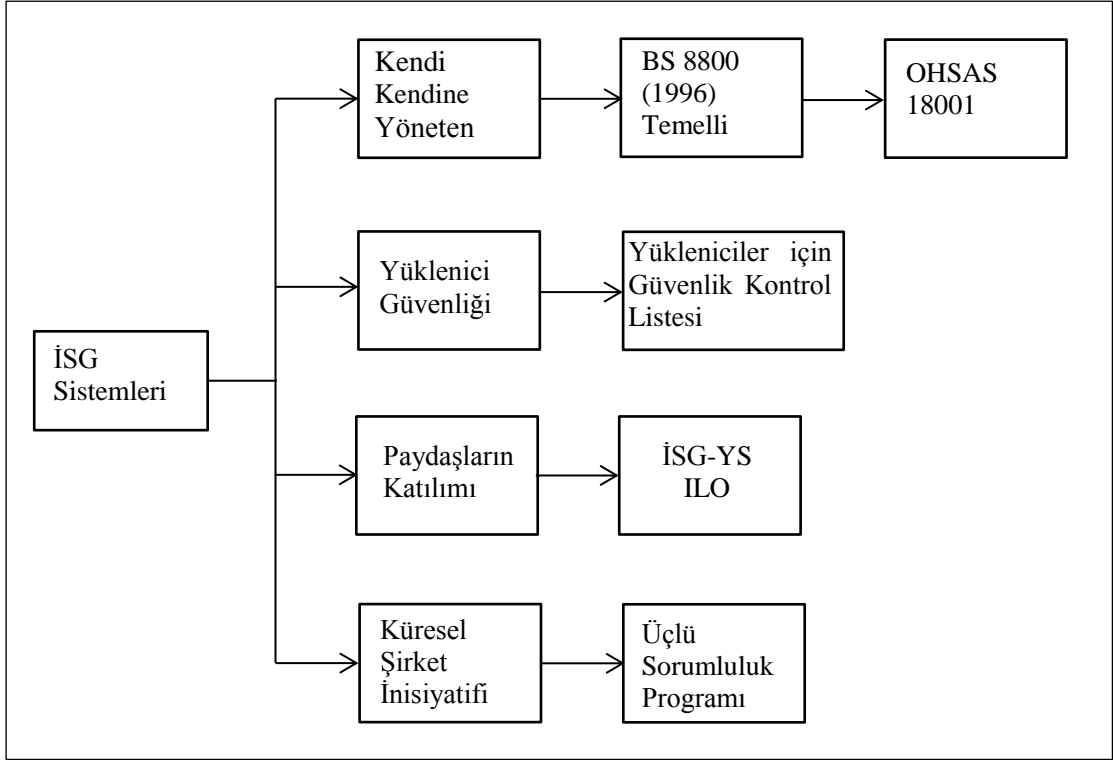 Kendi
Kendine
Yöneten
BS 8800
(1996)
Temelli
OHSAS
18001
Yüklenici
Güvenliği
Yükleniciler için
Güvenlik Kontrol
Listesi
İSG
Sistemleri
Paydaşların
Katılımı
İSG-YS
ILO
Küresel
Şirket
İnisiyatifi
Üçlü
Sorumluluk
Programı